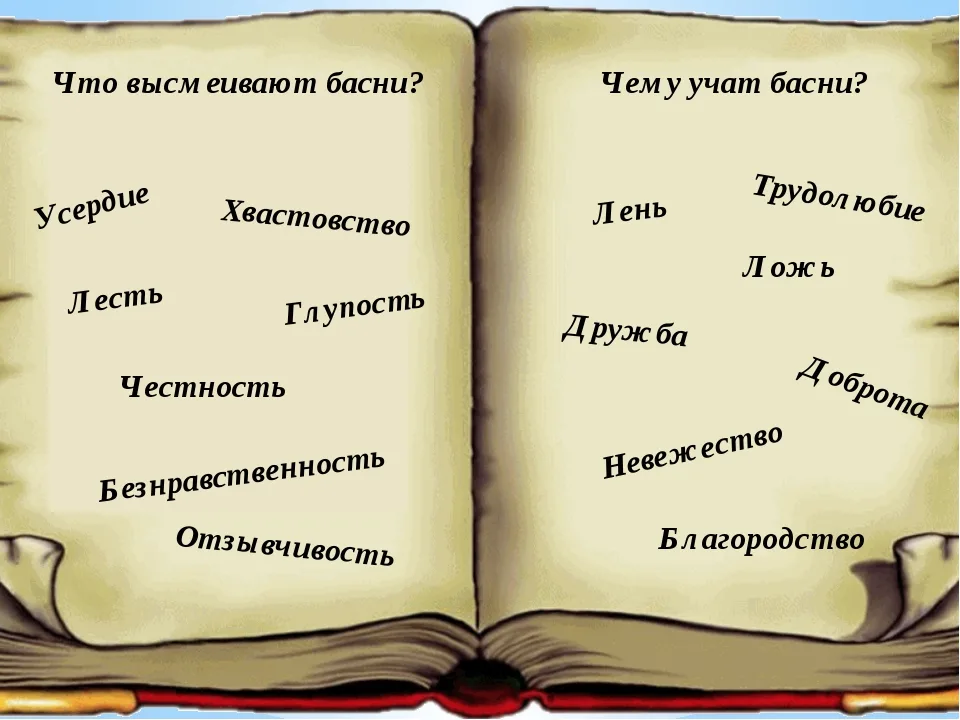 Что высмеивают басни?
Усердие
Хвастовство
Лесть
Глупость
Честность
Безнравственность
Отзывчивость
Чему учат басни?
Лень
Трудолюбие
Ложь
Дружба
Доброта
Невежество
Благородство